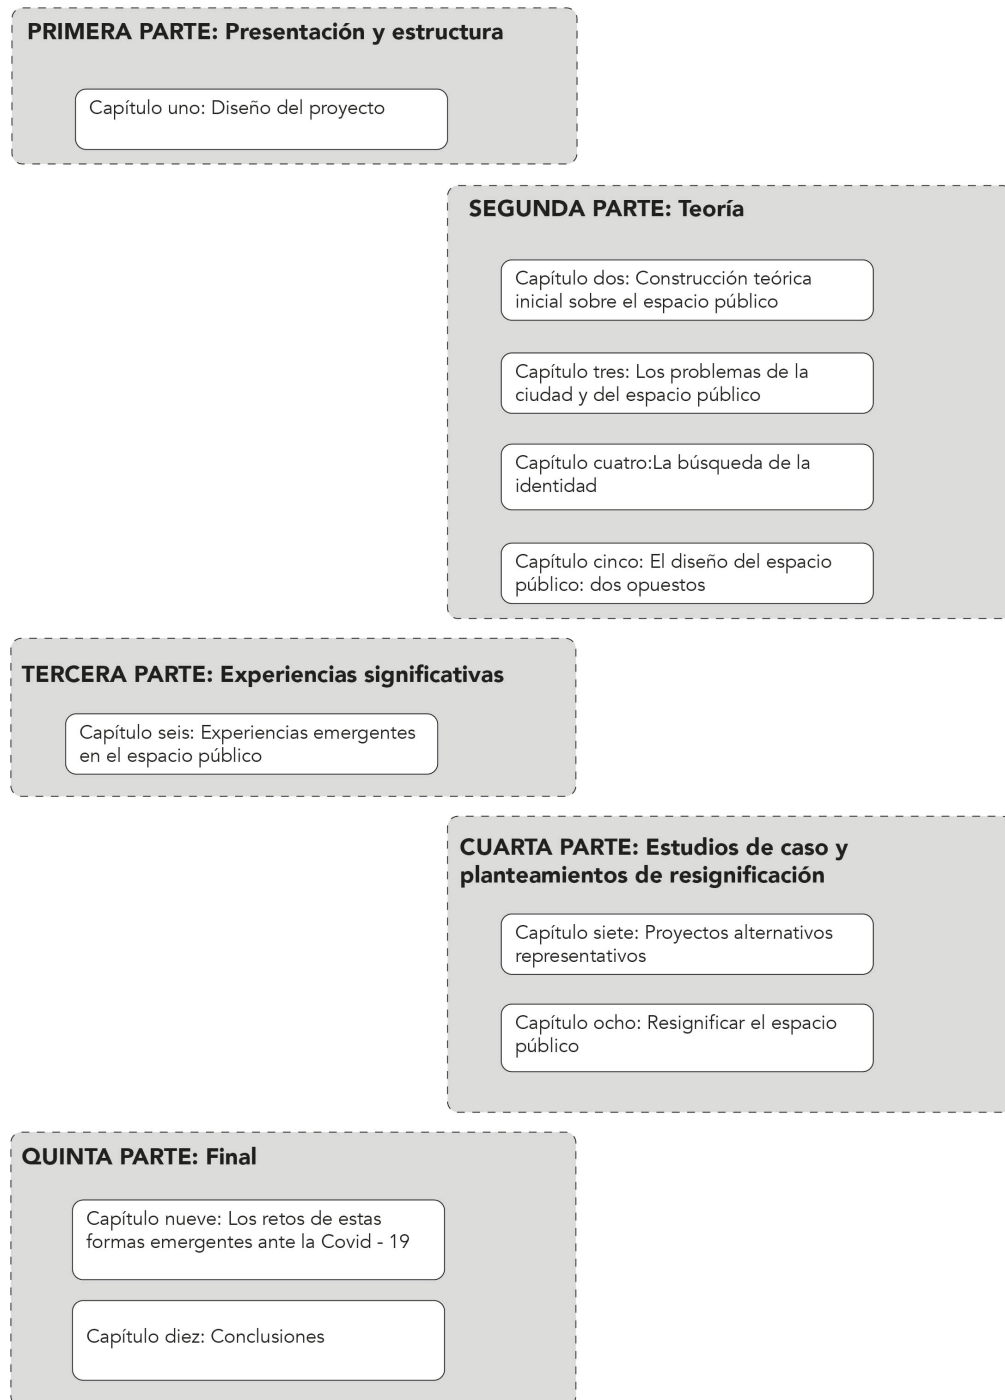 PRIMERA PARTE: Presentación y estructura
Capítulo uno: Diseño del proyecto
SEGUNDA PARTE: Teoría
Capítulo dos: Construcción teórica
inicial sobre el espacio público
Capítulo tres: Los problemas de la
ciudad y del espacio público
Capítulo cuatro:La búsqueda de la
identidad
Capítulo cinco: El diseño del espacio
público: dos opuestos
TERCERA PARTE: Experiencias significativas
Capítulo seis: Experiencias emergentes
en el espacio público
CUARTA PARTE: Estudios de caso y
planteamientos de resignificación
Capítulo siete: Proyectos alternativos
representativos
Capítulo ocho: Resignificar el espacio
público
QUINTA PARTE: Final
Capítulo nueve: Los retos de estas
formas emergentes ante la Covid - 19
Capítulo diez: Conclusiones